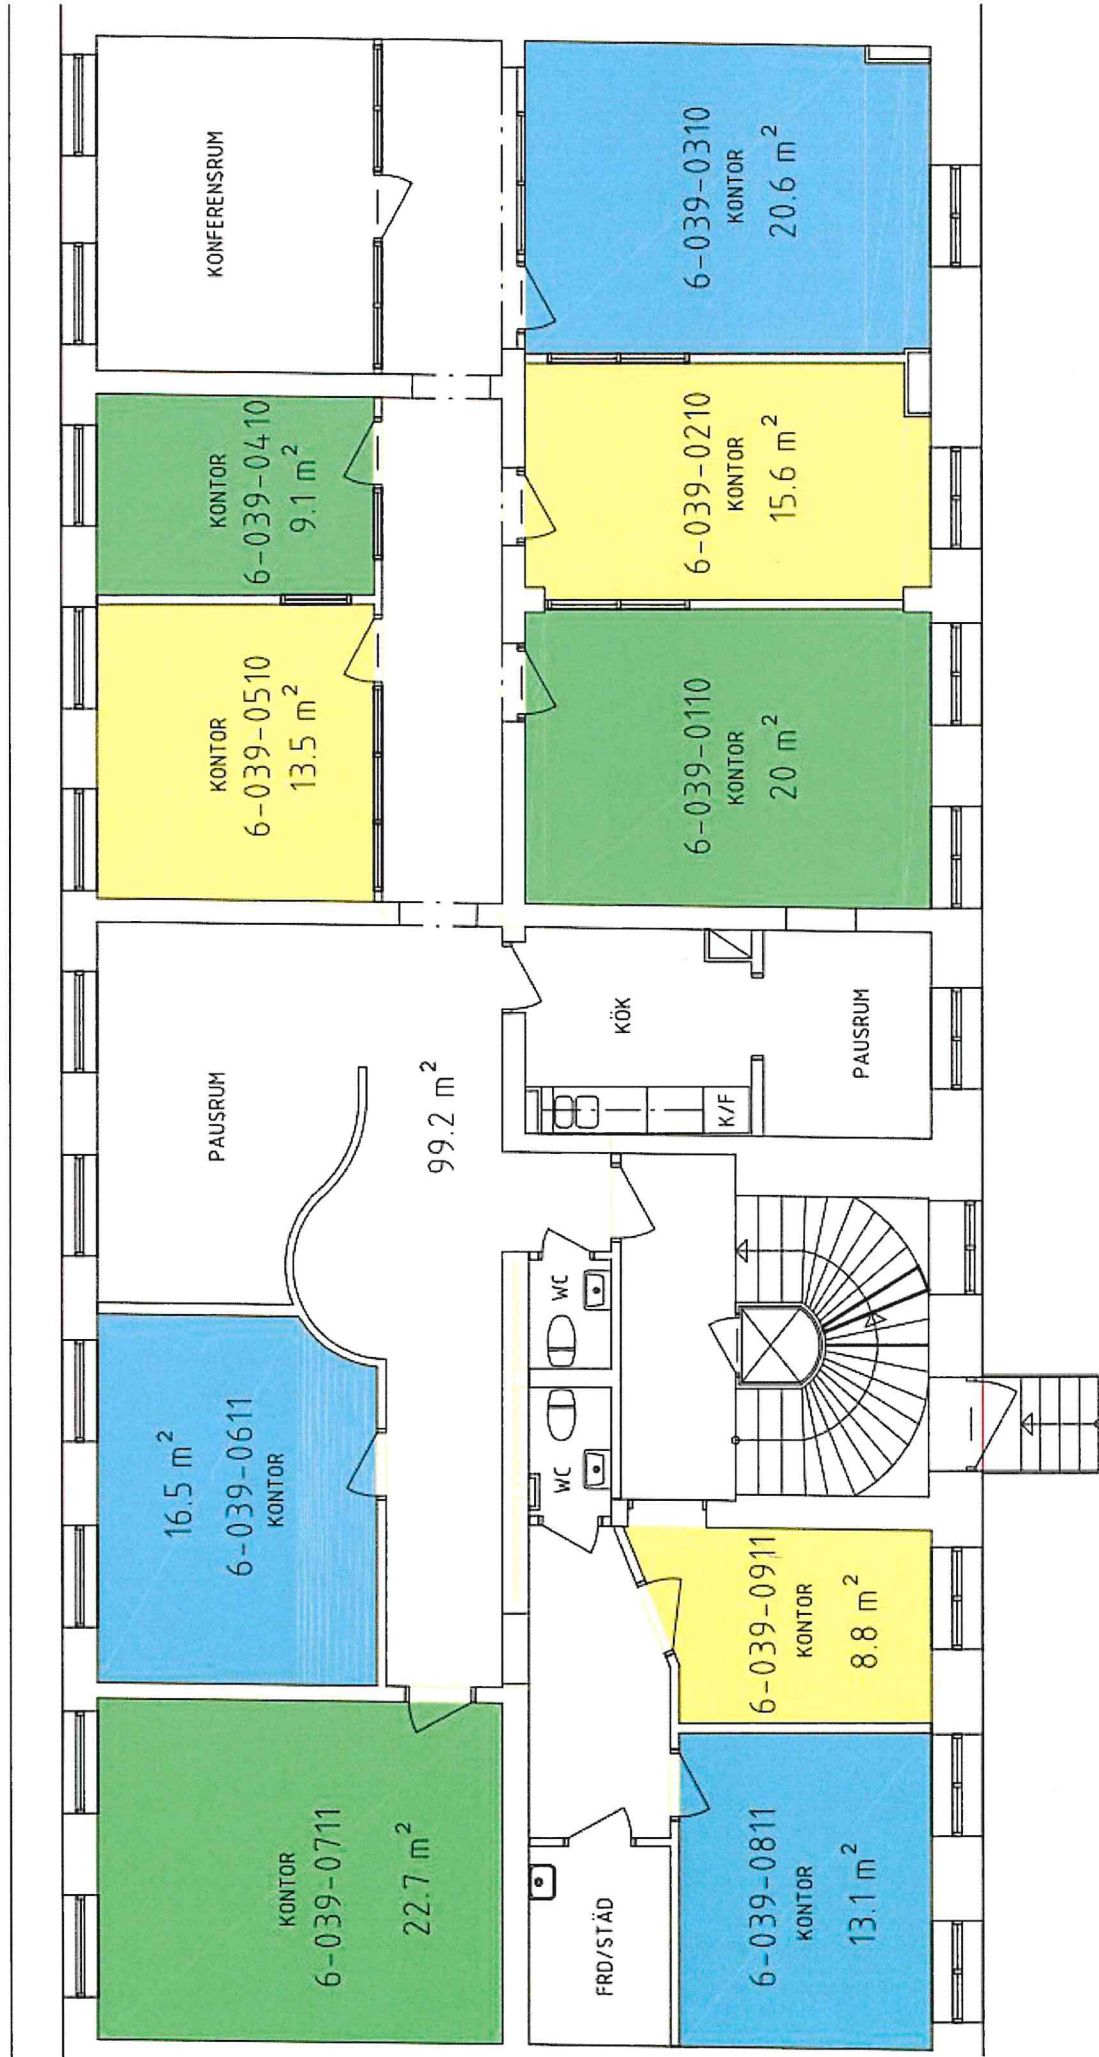 KONTOR
6-039-0711
22.7 m²
16.5 m²
6-039-0611
KONTOR
PAUSRUM
99.2 m²
KONTOR
6-039-0510
13.5 m²
KONTOR
6-039-0410
9.1 m²
KONFERENSRUM
FRD/STÄD
WC
WC
KÖK
K/F
PAUSRUM
6-039-0811
KONTOR
13.1 m²
6-039-0911
KONTOR
8.8 m²
6-039-0110
KONTOR
20 m²
6-039-0210
KONTOR
15.6 m²
6-039-0310
KONTOR
20.6 m²